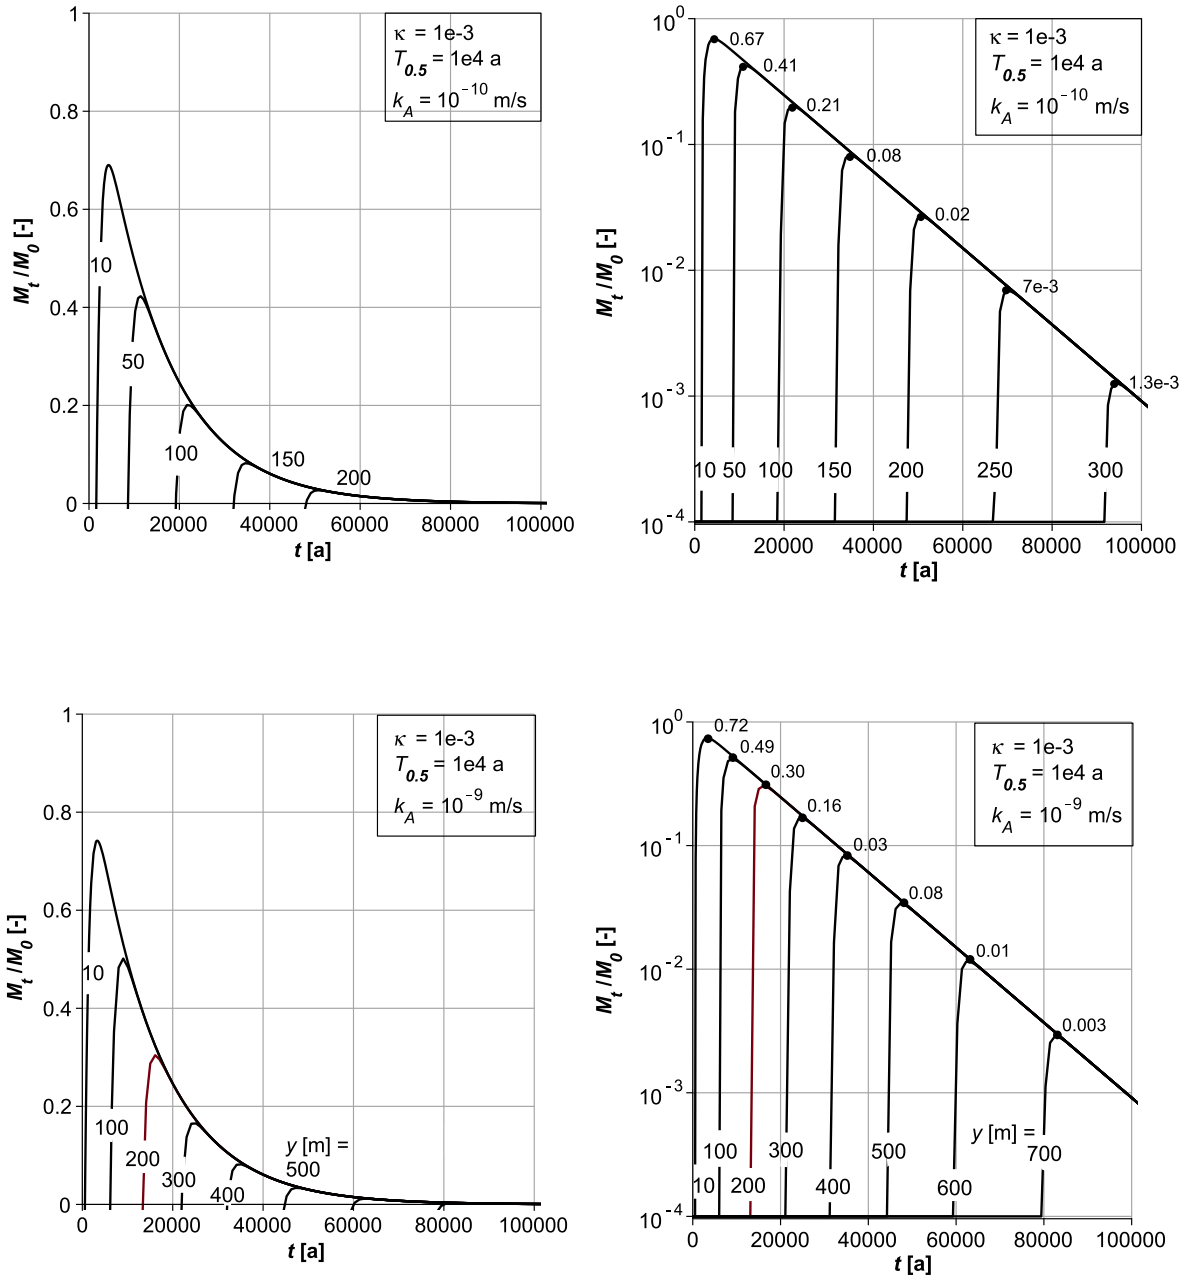 1
0.8
0.6
0.4
0.2
0
M_t /M_0 [-]
κ = 1e-3
T_0.5 = 1e4 a
k_A = 10^−10 m/s
10
50
100
150
200
0 20000 40000 60000 80000 100000
t [a]
10^0
10^−1
10^−2
10^−3
10^−4
M_t /M_0 [-]
κ = 1e-3
T_0.5 = 1e4 a
k_A = 10^−10 m/s
0.67
0.41
0.21
0.08
0.02
7e-3
1.3e-3
10 50 100 150 200 250 300
0 20000 40000 60000 80000 100000
t [a]
1
0.8
0.6
0.4
0.2
0
M_t /M_0 [-]
κ = 1e-3
T_0.5 = 1e4 a
k_A = 10^−9 m/s
10
100
200
300
400
y [m] =
500
0 20000 40000 60000 80000 100000
t [a]
10^0
10^−1
10^−2
10^−3
10^−4
M_t /M_0 [-]
κ = 1e-3
T_0.5 = 1e4 a
k_A = 10^−9 m/s
0.72
0.49
0.30
0.16
0.03
0.08
0.01
0.003
y [m] =
100 300 500 700
10 200 400 600
0 20000 40000 60000 80000 100000
t [a]